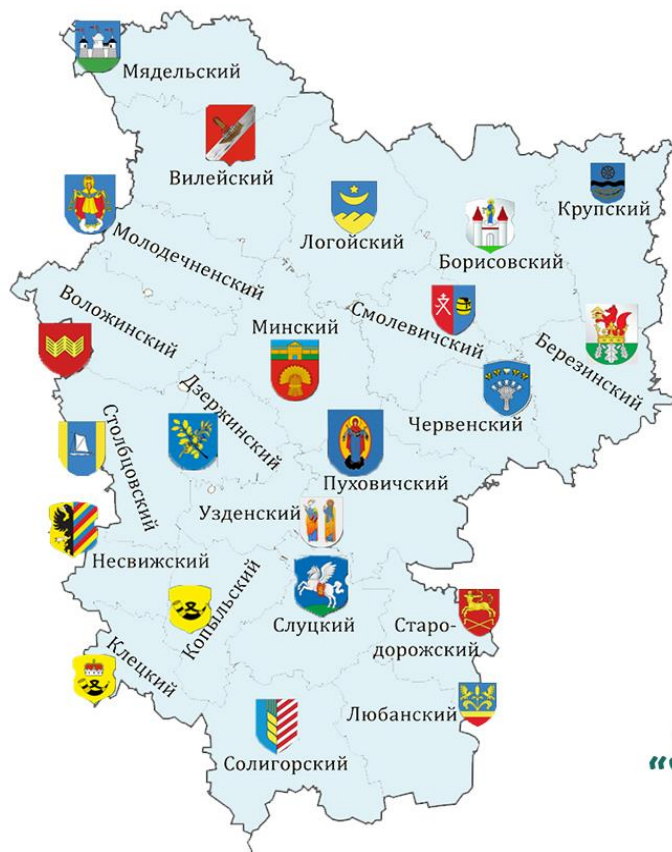 Мядельский
Вилейский
Крупский
Логойский
Борисовский
Молодечненский
Воложинский
Минский
Смолевичский
Березинский
Дзержинский
Червенский
Столбцовский
Пуховичский
Узденский
Несвижский
Копыльский
Слуцкий
Старо-
дорожский
Клецкий
Любанский
Солигорский